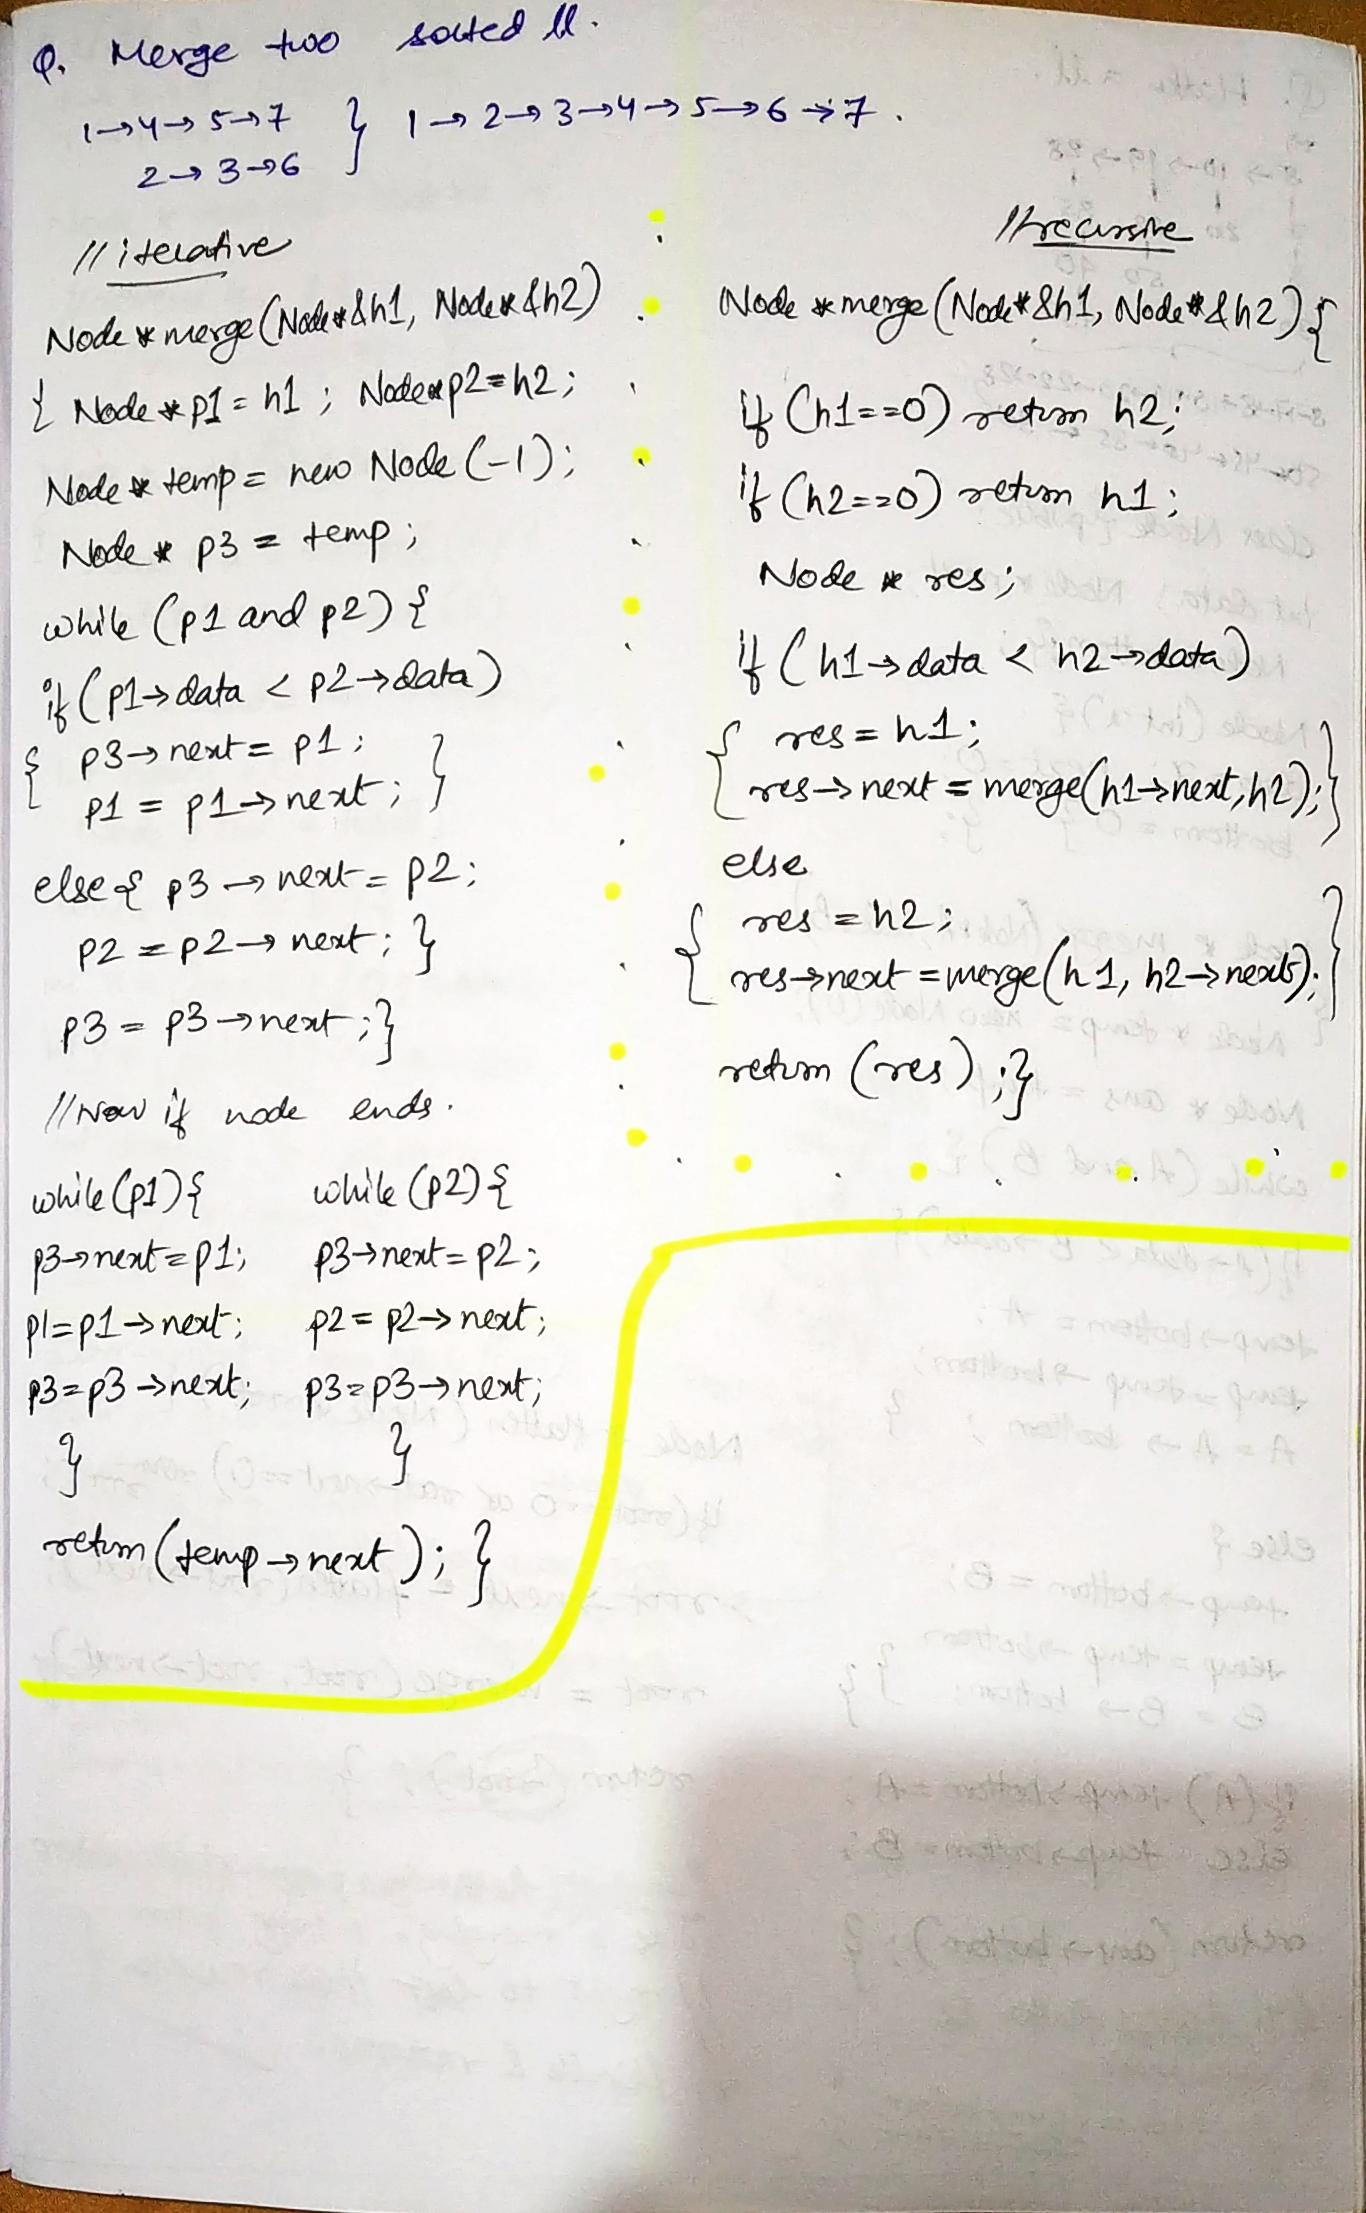 Q. Merge two sorted ll.
1→4→5→7 } 1→2→3→4→5→6→7.
2→3→6
//iterative
Node *merge(Node*&h1, Node*&h2)
{ Node *p1 = h1; Node*p2=h2;
Node * temp = new Node (-1);
Node * p3 = temp;
while (p1 and p2) {
if (p1→data < p2→data)
{ p3→next = p1;
p1 = p1→next; }
else { p3→next = p2;
p2 = p2→next; }
p3 = p3→next;}
//Now if node ends.
while (p1) { while (p2) {
p3→next=p1; p3→next=p2;
p1=p1→next; p2=p2→next;
p3=p3→next; p3=p3→next;
} }
return (temp→next); }
//recursive
Node *merge (Node*&h1, Node*&h2) {
if (h1==0) return h2;
if (h2==0) return h1;
Node * res;
if (h1→data < h2→data)
{ res = h1;
res→next = merge(h1→next, h2);}
else
{ res = h2;
res→next = merge(h1, h2→next);}
return (res);}